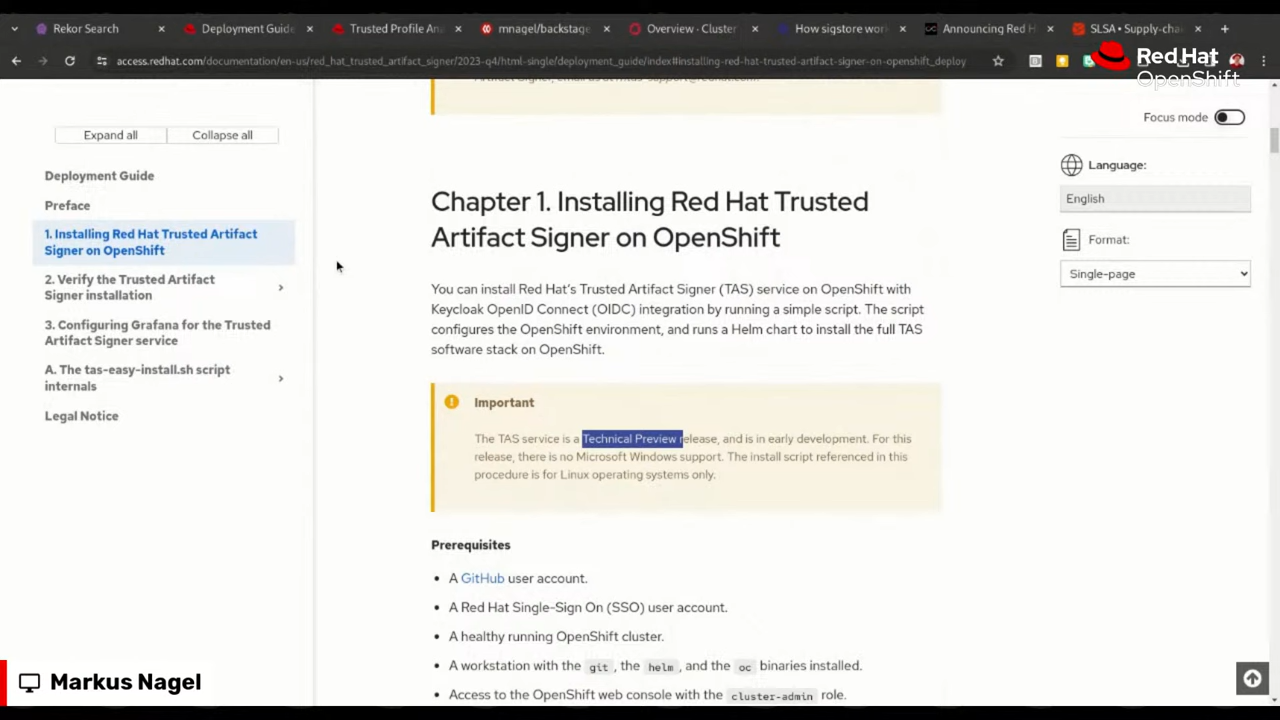 Rekor Search
Deployment Guide
Trusted Profile Ana
mnagel/backstage
Overview · Cluster
How sigstore work
Announcing Red H
SLSA • Supply-cha
access.redhat.com/documentation/en-us/red_hat_trusted_artifact_signer/2023-q4/html-single/deployment_guide/index#installing-red-hat-trusted-artifact-signer-on-openshift_deploy
Red Hat
OpenShift
Expand all
Collapse all
Deployment Guide
Preface
1. Installing Red Hat Trusted Artifact
Signer on OpenShift
2. Verify the Trusted Artifact
Signer installation
3. Configuring Grafana for the Trusted
Artifact Signer service
A. The tas-easy-install.sh script
internals
Legal Notice
Chapter 1. Installing Red Hat Trusted
Artifact Signer on OpenShift
You can install Red Hat's Trusted Artifact Signer (TAS) service on OpenShift with
Keycloak OpenID Connect (OIDC) integration by running a simple script. The script
configures the OpenShift environment, and runs a Helm chart to install the full TAS
software stack on OpenShift.
Important
The TAS service is a Technical Preview release, and is in early development. For this
release, there is no Microsoft Windows support. The install script referenced in this
procedure is for Linux operating systems only.
Prerequisites
• A GitHub user account.
• A Red Hat Single-Sign On (SSO) user account.
• A healthy running OpenShift cluster.
• A workstation with the git, the helm, and the oc binaries installed.
• Access to the OpenShift web console with the cluster-admin role.
Focus mode
Language:
English
Format:
Single-page
Markus Nagel